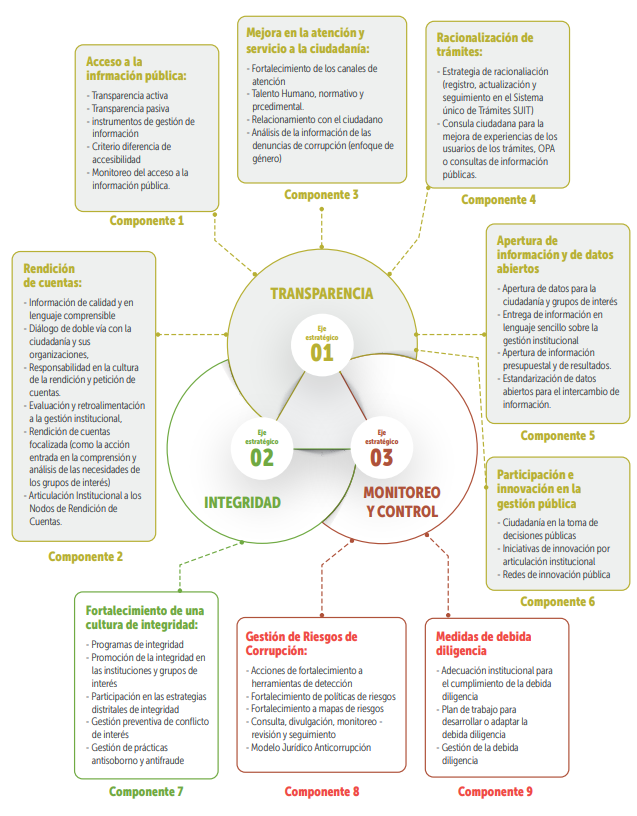 Acceso a la
infrmación pública:
- Transparencia activa
- Transparencia pasiva
- instrumentos de gestión de
información
- Criterio diferencia de
accesibilidad
- Monitoreo del acceso a la
información pública.
Componente 1
Mejora en la atención y
servicio a la ciudadanía:
- Fortalecimiento de los canales de
atención
- Talento Humano, normativo y
prcedimental.
- Relacionamiento con el ciudadano
- Análisis de la información de las
denuncias de corrupción (enfoque de
género)
Componente 3
Racionalización de
trámites:
- Estrategia de racionaliación
(registro, actualización y
seguimiento en el Sistema
único de Trámites SUIT)
- Consula ciudadana para la
mejora de experiencias de los
usuarios de los trámites, OPA
o consultas de información
públicas.
Componente 4
Rendición
de cuentas:
- Información de calidad y en
lenguaje comprensible
- Diálogo de doble vía con la
ciudadanía y sus
organizaciones,
- Responsabilidad en la cultura
de la rendición y petición de
cuentas.
- Evaluación y retroalimentación
a la gestión institucional,
- Rendición de cuentas
focalizada (como la acción
entrada en la comprensión y
análisis de las necesidades de
los grupos de interés)
- Articulación Institucional a los
Nodos de Rendición de
Cuentas.
Componente 2
TRANSPARENCIA
Eje
estratégico
01
Eje
estratégico
02
INTEGRIDAD
Eje
estratégico
03
MONITOREO
Y CONTROL
Apertura de
información y de datos
abiertos
- Apertura de datos para la
ciudadanía y grupos de interés
- Entrega de información en
lenguaje sencillo sobre la
gestión institucional
- Apertura de información
presupuestal y de resultados.
- Estandarización de datos
abiertos para el intercambio de
información.
Componente 5
Participación e
innovación en la
gestión pública
- Ciudadanía en la toma de
decisiones públicas
- Iniciativas de innovación por
articulación institucional
- Redes de innovación pública
Componente 6
Fortalecimiento de una
cultura de integridad:
- Programas de integridad
- Promoción de la integridad en
las instituciones y grupos de
interés
- Participación en las estrategias
distritales de integridad
- Gestión preventiva de conflicto
de interés
- Gestión de prácticas
antisoborno y antifraude
Componente 7
Gestión de Riesgos de
Corrupción:
- Acciones de fortalecimiento a
herramientas de detección
- Fortalecimiento de políticas de riesgos
- Fortalecimiento a mapas de riesgos
- Consulta, divulgación, monitoreo -
revisión y seguimiento
- Modelo Jurídico Anticorrupción
Componente 8
Medidas de debida
diligencia
- Adecuación institucional para
el cumplimiento de la debida
diligencia
- Plan de trabajo para
desarrollar o adaptar la
debida diligencia
- Gestión de la debida
diligencia
Componente 9